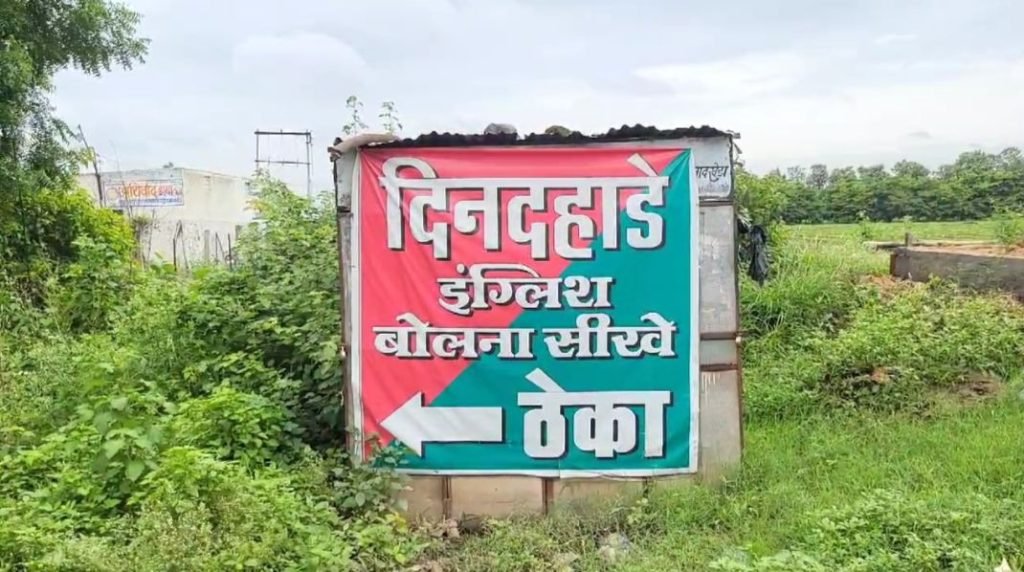 दिनदहाडे
इंग्लिश
बोलना सीखे
ठेका